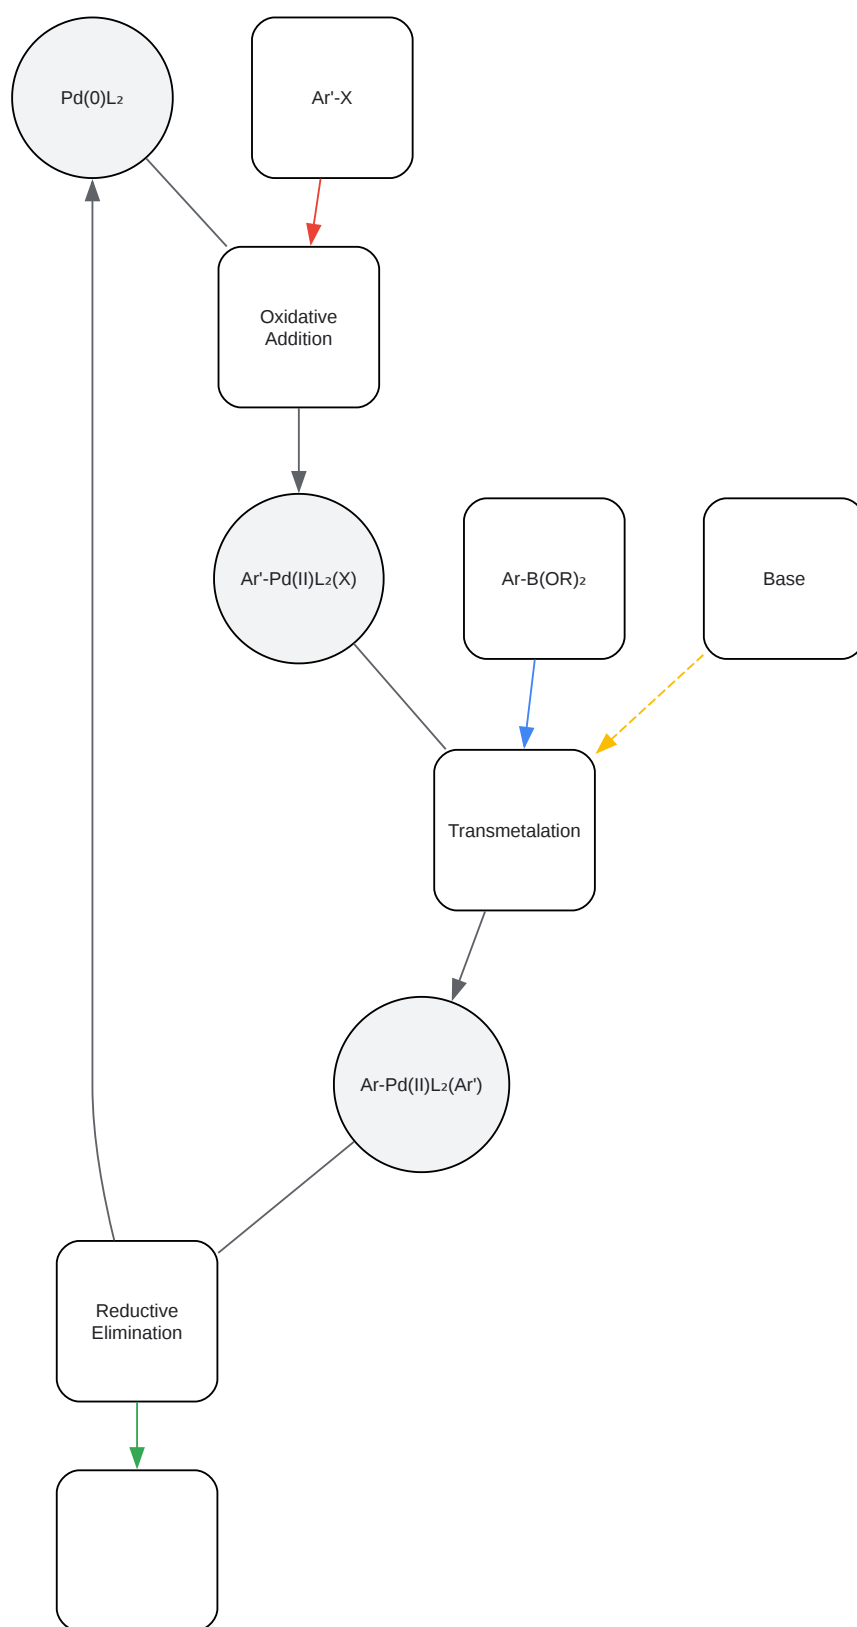 Pd(0)L₂
Ar'-X
Oxidative
Addition
Ar'-Pd(II)L₂(X)
Ar-B(OR)₂
Base
Transmetalation
Ar-Pd(II)L₂(Ar')
Reductive
Elimination